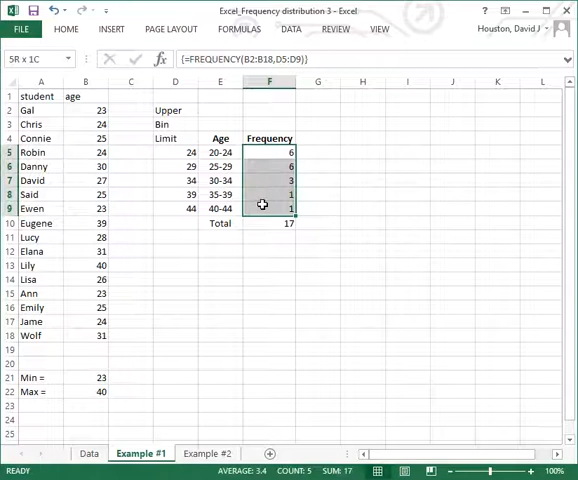 Excel_Frequency distribution 3 - Excel
FILE HOME INSERT PAGE LAYOUT FORMULAS DATA REVIEW VIEW Houston, David J
5R x 1C fx {=FREQUENCY(B2:B18,D5:D9)}
A B C D E F G H I J K L
1 student age
2 Gal 23 Upper
3 Chris 24 Bin
4 Connie 25 Limit Age Frequency
5 Robin 24 24 20-24 6
6 Danny 30 29 25-29 6
7 David 27 34 30-34 3
8 Said 25 39 35-39 1
9 Ewen 23 44 40-44 1
10 Eugene 39 Total 17
11 Lucy 28
12 Elana 31
13 Lily 40
14 Lisa 26
15 Ann 23
16 Emily 25
17 Jame 24
18 Wolf 31
19
20
21 Min = 23
22 Max = 40
23
24
25
Data Example #1 Example #2
READY AVERAGE: 3.4 COUNT: 5 SUM: 17 100%